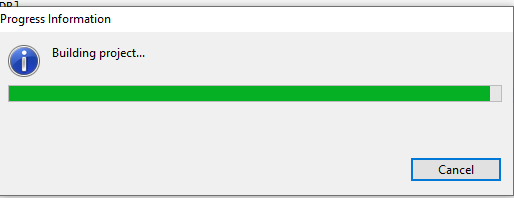 Progress Information
Building project...
Cancel